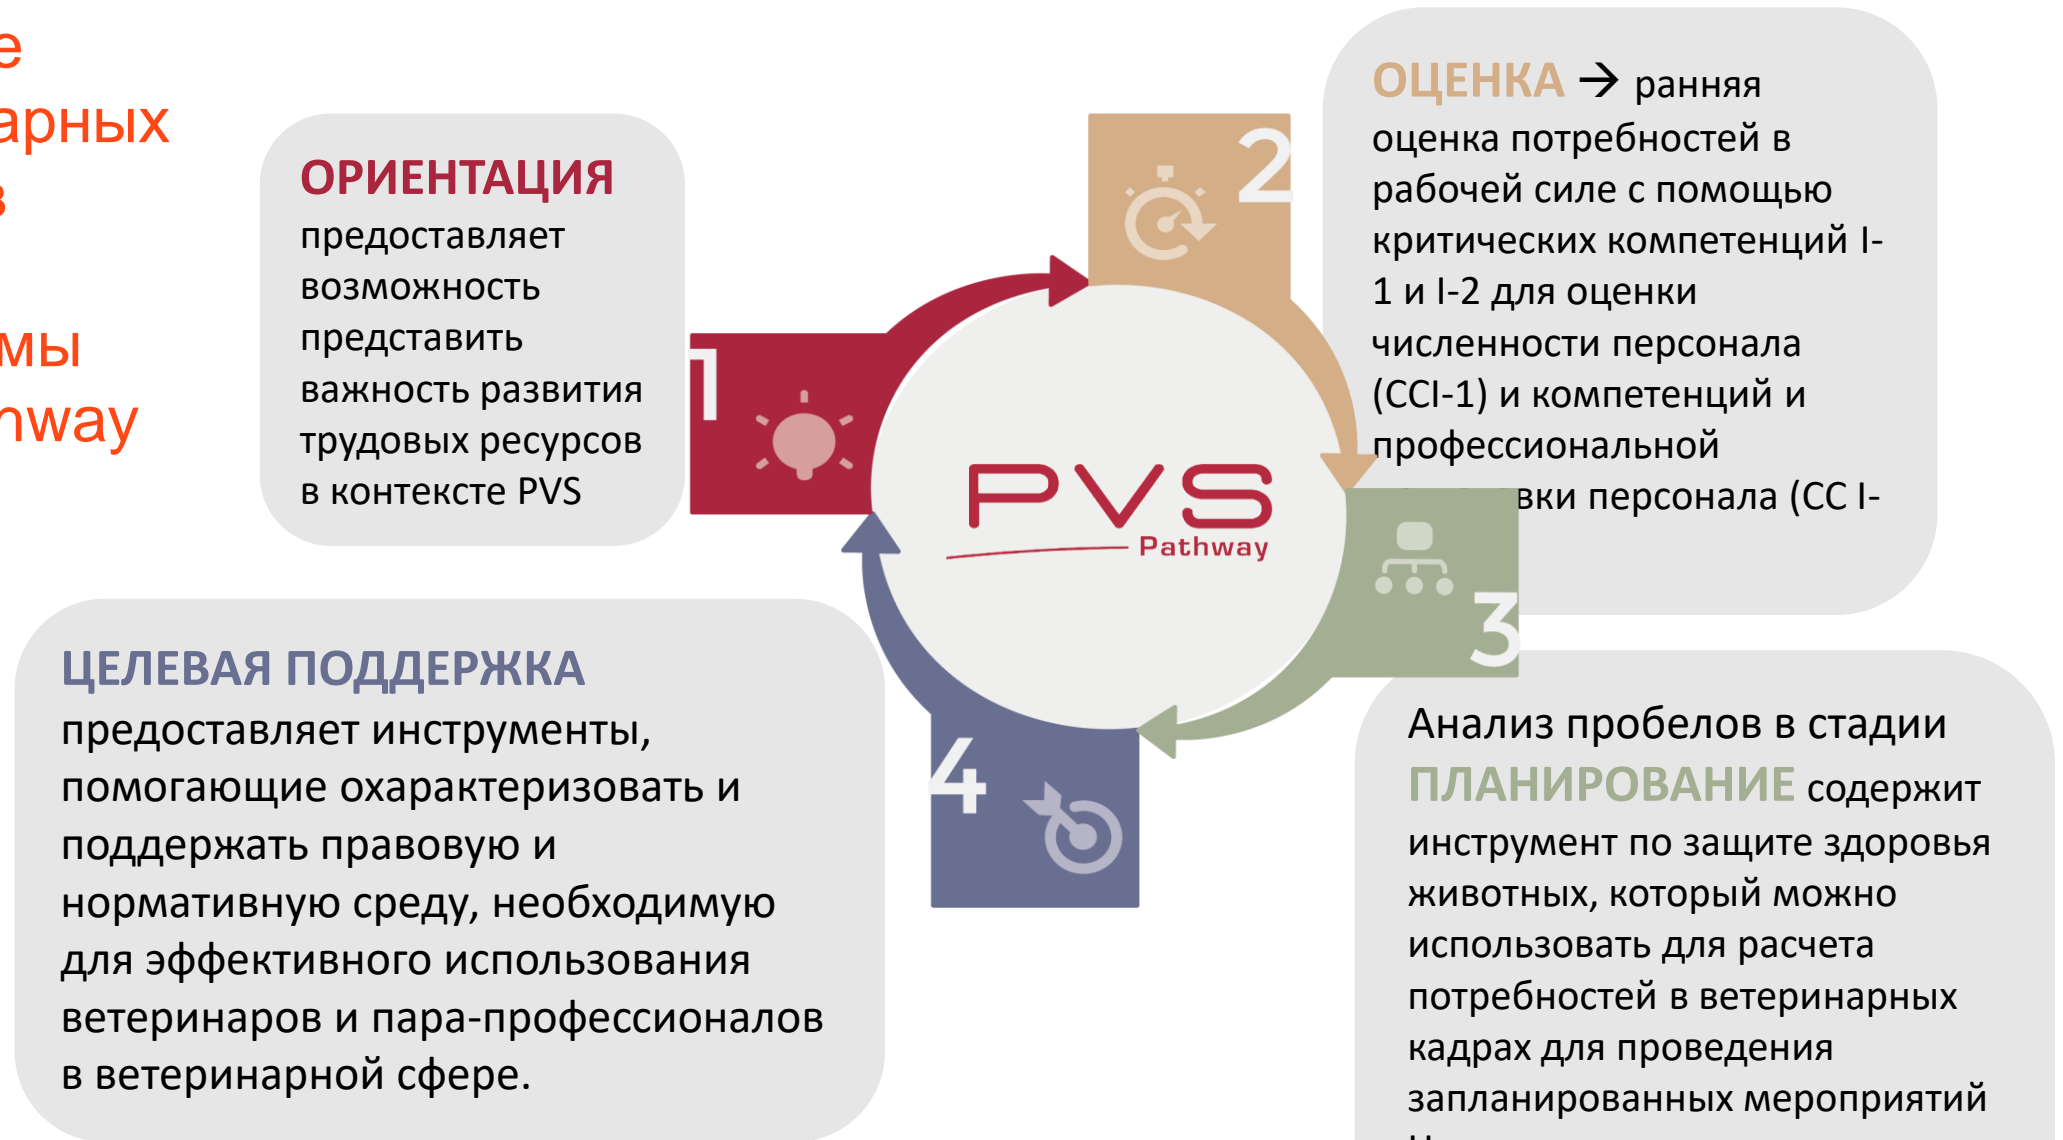 е
арных
в
мы
hway
ОРИЕНТАЦИЯ
предоставляет
возможность
представить
важность развития
трудовых ресурсов
в контексте PVS
1
2
ОЦЕНКА → ранняя
оценка потребностей в
рабочей силе с помощью
критических компетенций I-
1 и I-2 для оценки
численности персонала
(CCI-1) и компетенций и
профессиональной
вки персонала (CC I-
PVS
Pathway
3
Анализ пробелов в стадии
ПЛАНИРОВАНИЕ содержит
инструмент по защите здоровья
животных, который можно
использовать для расчета
потребностей в ветеринарных
кадрах для проведения
запланированных мероприятий
4
ЦЕЛЕВАЯ ПОДДЕРЖКА
предоставляет инструменты,
помогающие охарактеризовать и
поддержать правовую и
нормативную среду, необходимую
для эффективного использования
ветеринаров и пара-профессионалов
в ветеринарной сфере.